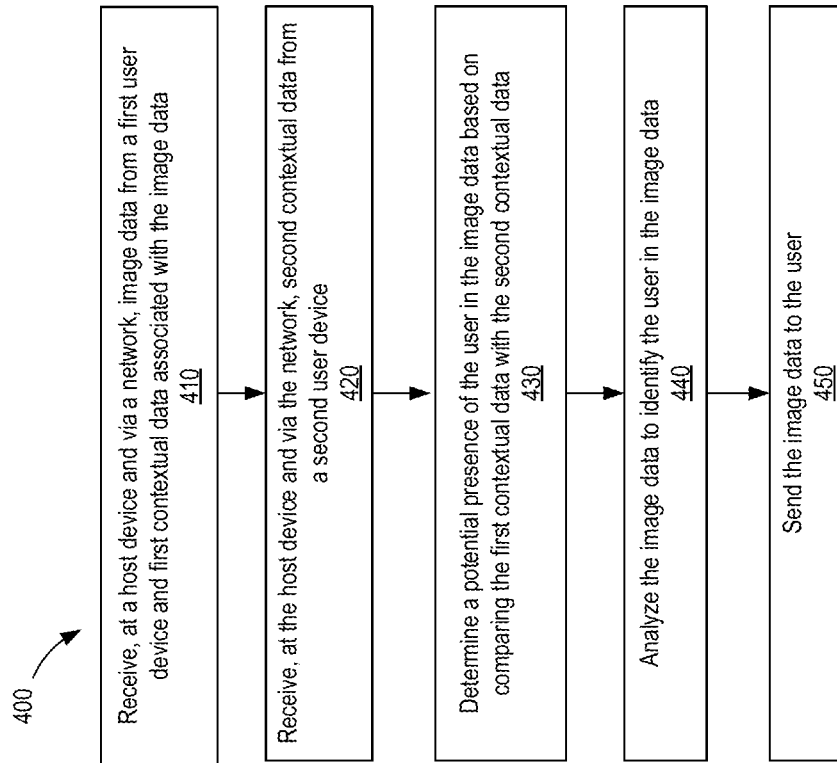 400
Receive, at a host device and via a network, image data from a first user
device and first contextual data associated with the image data
410
Receive, at the host device and via the network, second contextual data from
a second user device
420
Determine a potential presence of the user in the image data based on
comparing the first contextual data with the second contextual data
430
Analyze the image data to identify the user in the image data
440
Send the image data to the user
450